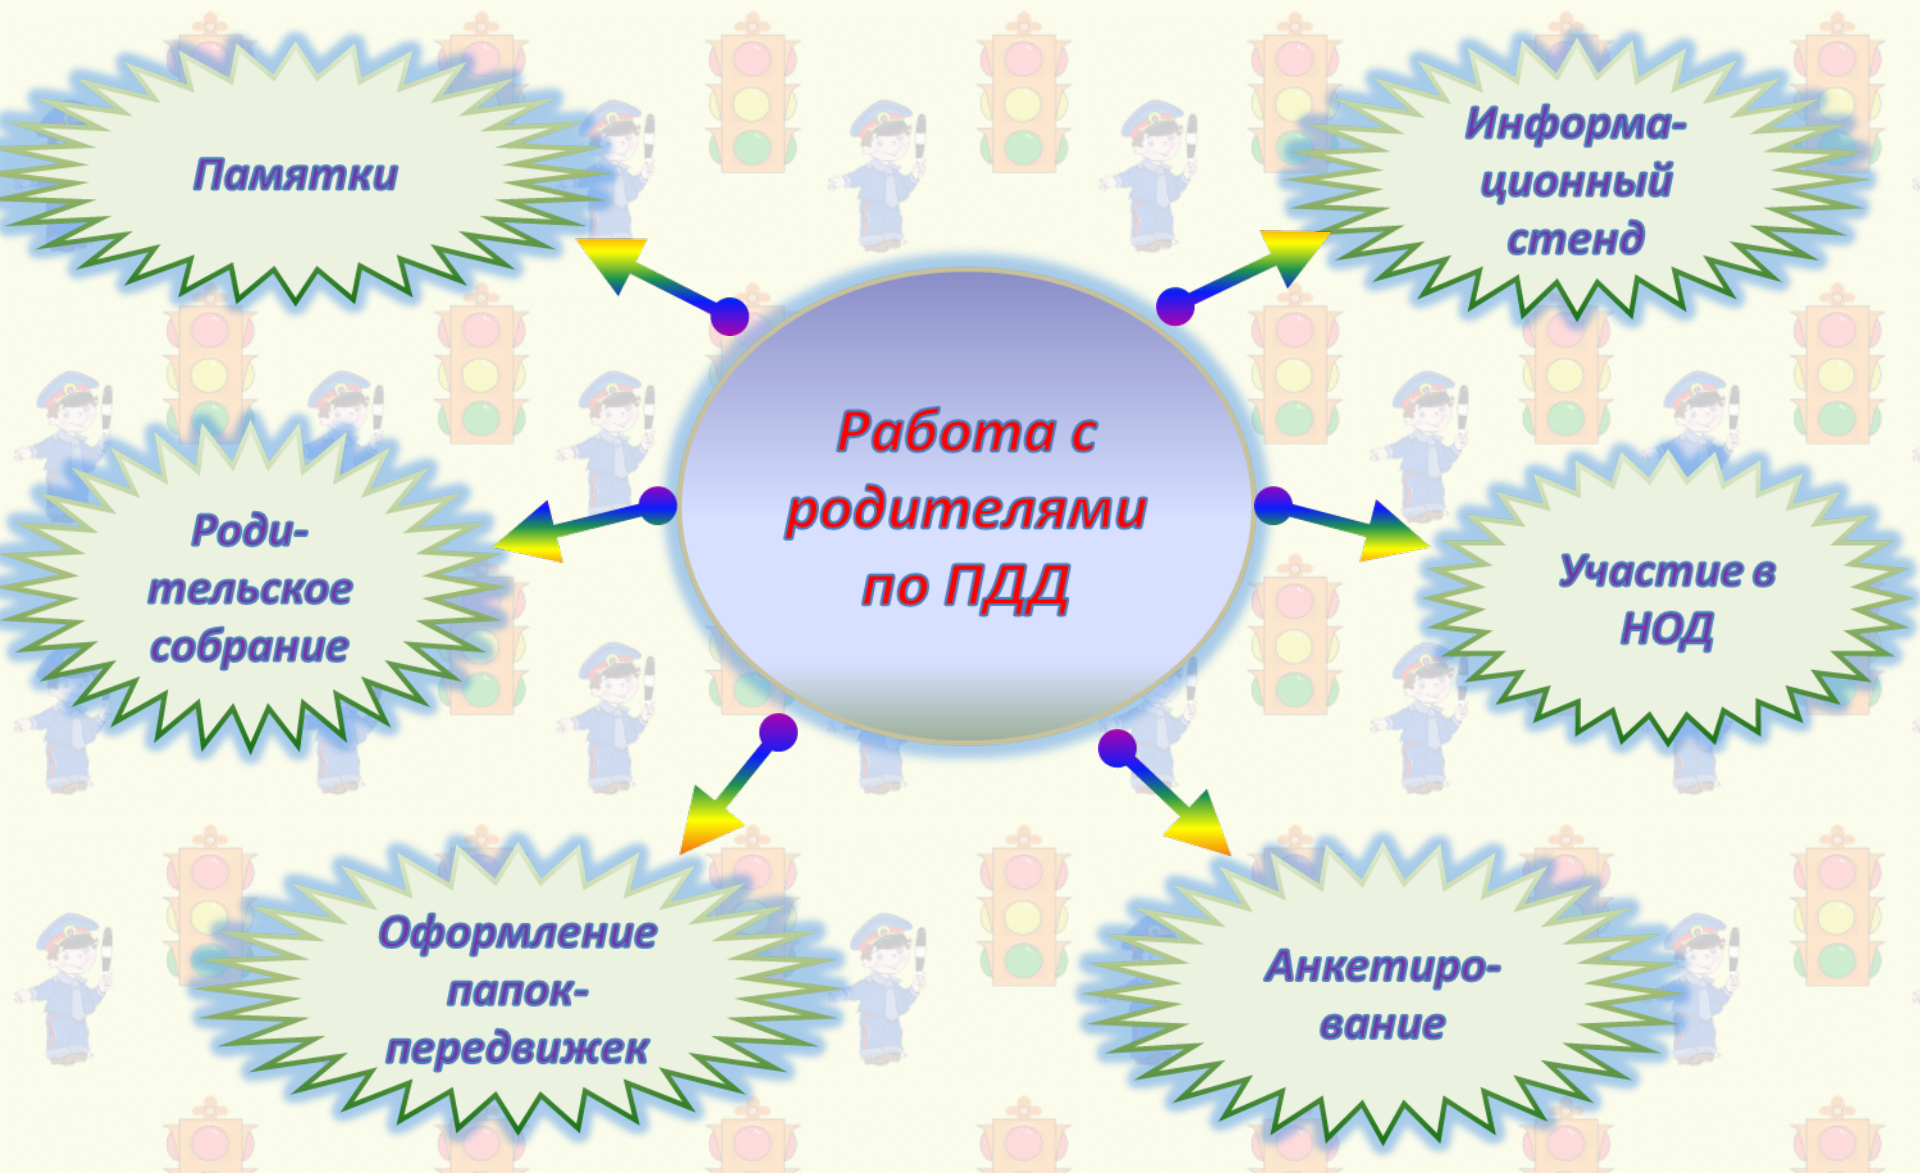 Памятки
Информа-
ционный
стенд
Работа с
родителями
по ПДД
Роди-
тельское
собрание
Участие в
НОД
Оформление
папок-
передвижек
Анкетиро-
вание